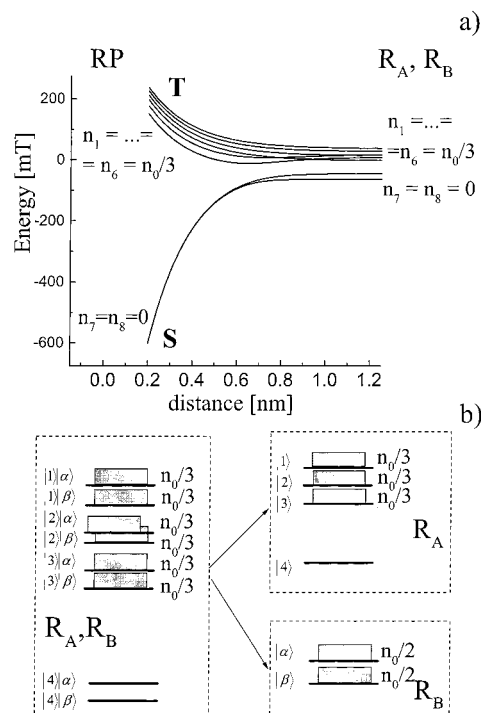 a)
RP
R_A, R_B
T
200
n_1 = ...=
= n_6 = n_0/3
n_1 = ...=
=n_6 = n_0/3
0
n_7 = n_8 = 0
Energy [mT]
-200
-400
n_7=n_8=0
S
-600
0.0 0.2 0.4 0.6 0.8 1.0 1.2
distance [nm]
b)
|1⟩|α⟩ n_0/3
1⟩|β⟩ n_0/3
|2⟩|α⟩ n_0/3
|2⟩|β⟩ n_0/3
'3⟩|α⟩ n_0/3
|3⟩|β⟩ n_0/3
R_A,R_B
|4⟩|α⟩
|4⟩|β⟩
1⟩ n_0/3
|2⟩ n_0/3
|3⟩ n_0/3
R_A
|4⟩
|α⟩ n_0/2
|β⟩ n_0/2
R_B